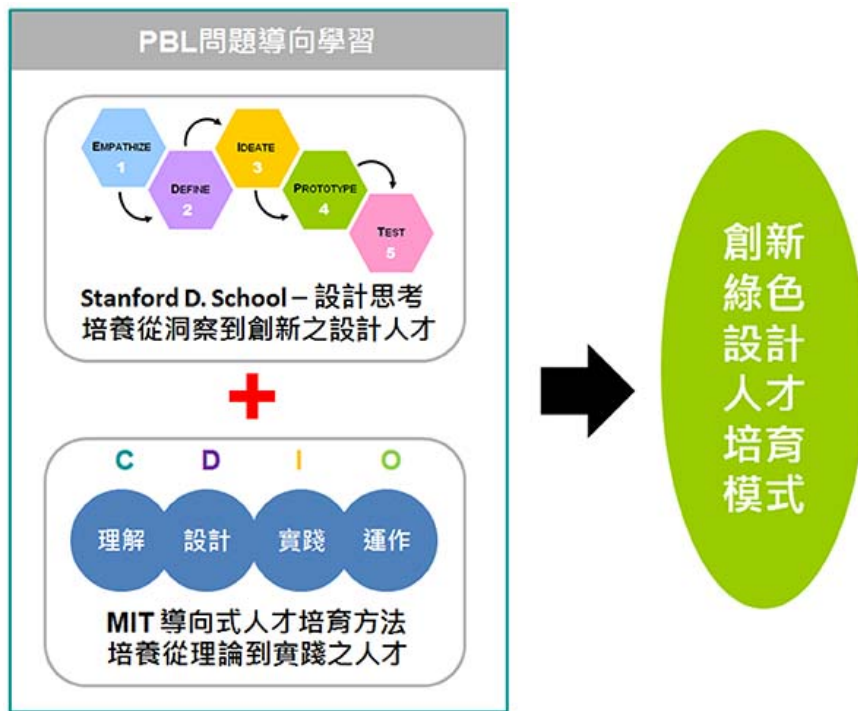 PBL問題導向學習
EMPATHIZE
1
DEFINE
2
IDEATE
3
PROTOTYPE
4
TEST
5
Stanford D. School – 設計思考
培養從洞察到創新之設計人才
+
C D I O
理解 設計 實踐 運作
MIT 導向式人才培育方法
培養從理論到實踐之人才
創新
綠色
設計
人才
培育
模式